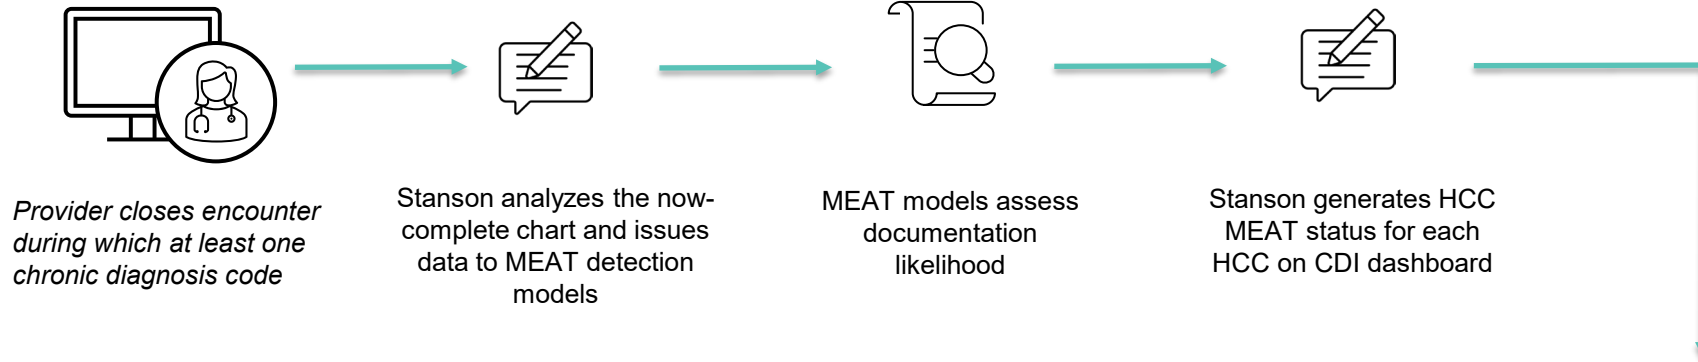 Provider closes encounter
during which at least one
chronic diagnosis code
Stanson analyzes the now-
complete chart and issues
data to MEAT detection
models
MEAT models assess
documentation
likelihood
Stanson generates HCC
MEAT status for each
HCC on CDI dashboard